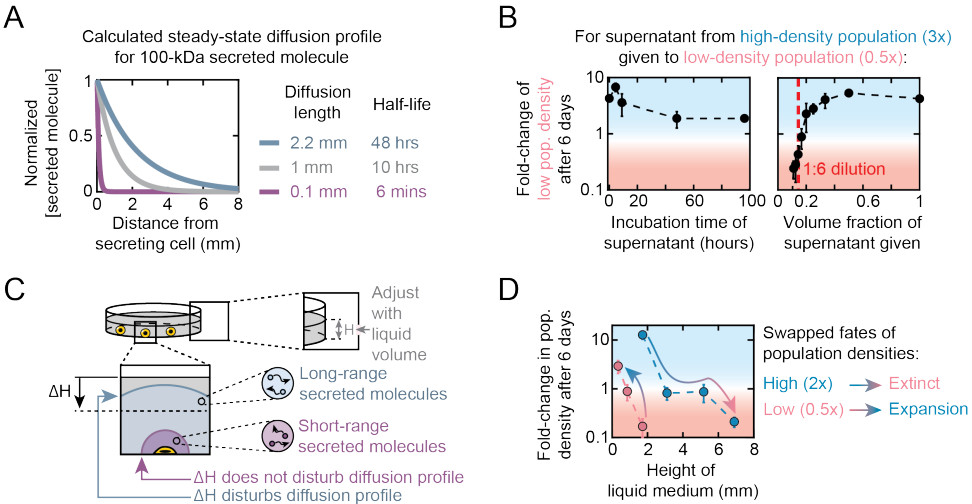 A
Calculated steady-state diffusion profile
for 100-kDa secreted molecule
Normalized
[secreted molecule]
1
0.5
0
0 2 4 6 8
Distance from
secreting cell (mm)
Diffusion
length
Half-life
2.2 mm 48 hrs
1 mm 10 hrs
0.1 mm 6 mins
B
For supernatant from high-density population (3x)
given to low-density population (0.5x):
Fold-change of
low pop. density
after 6 days
10
1
0.1
0 50 100
Incubation time of
supernatant (hours)
1:6 dilution
0 0.2 0.6 1
Volume fraction of
supernatant given
C
H
Adjust
with
liquid
volume
ΔH
Long-range
secreted molecules
Short-range
secreted molecules
ΔH does not disturb diffusion profile
ΔH disturbs diffusion profile
D
Fold-change in pop.
density after 6 days
10
1
0.1
0 2 4 6 8
Height of
liquid medium (mm)
Swapped fates of
population densities:
High (2x) Extinct
Low (0.5x) Expansion